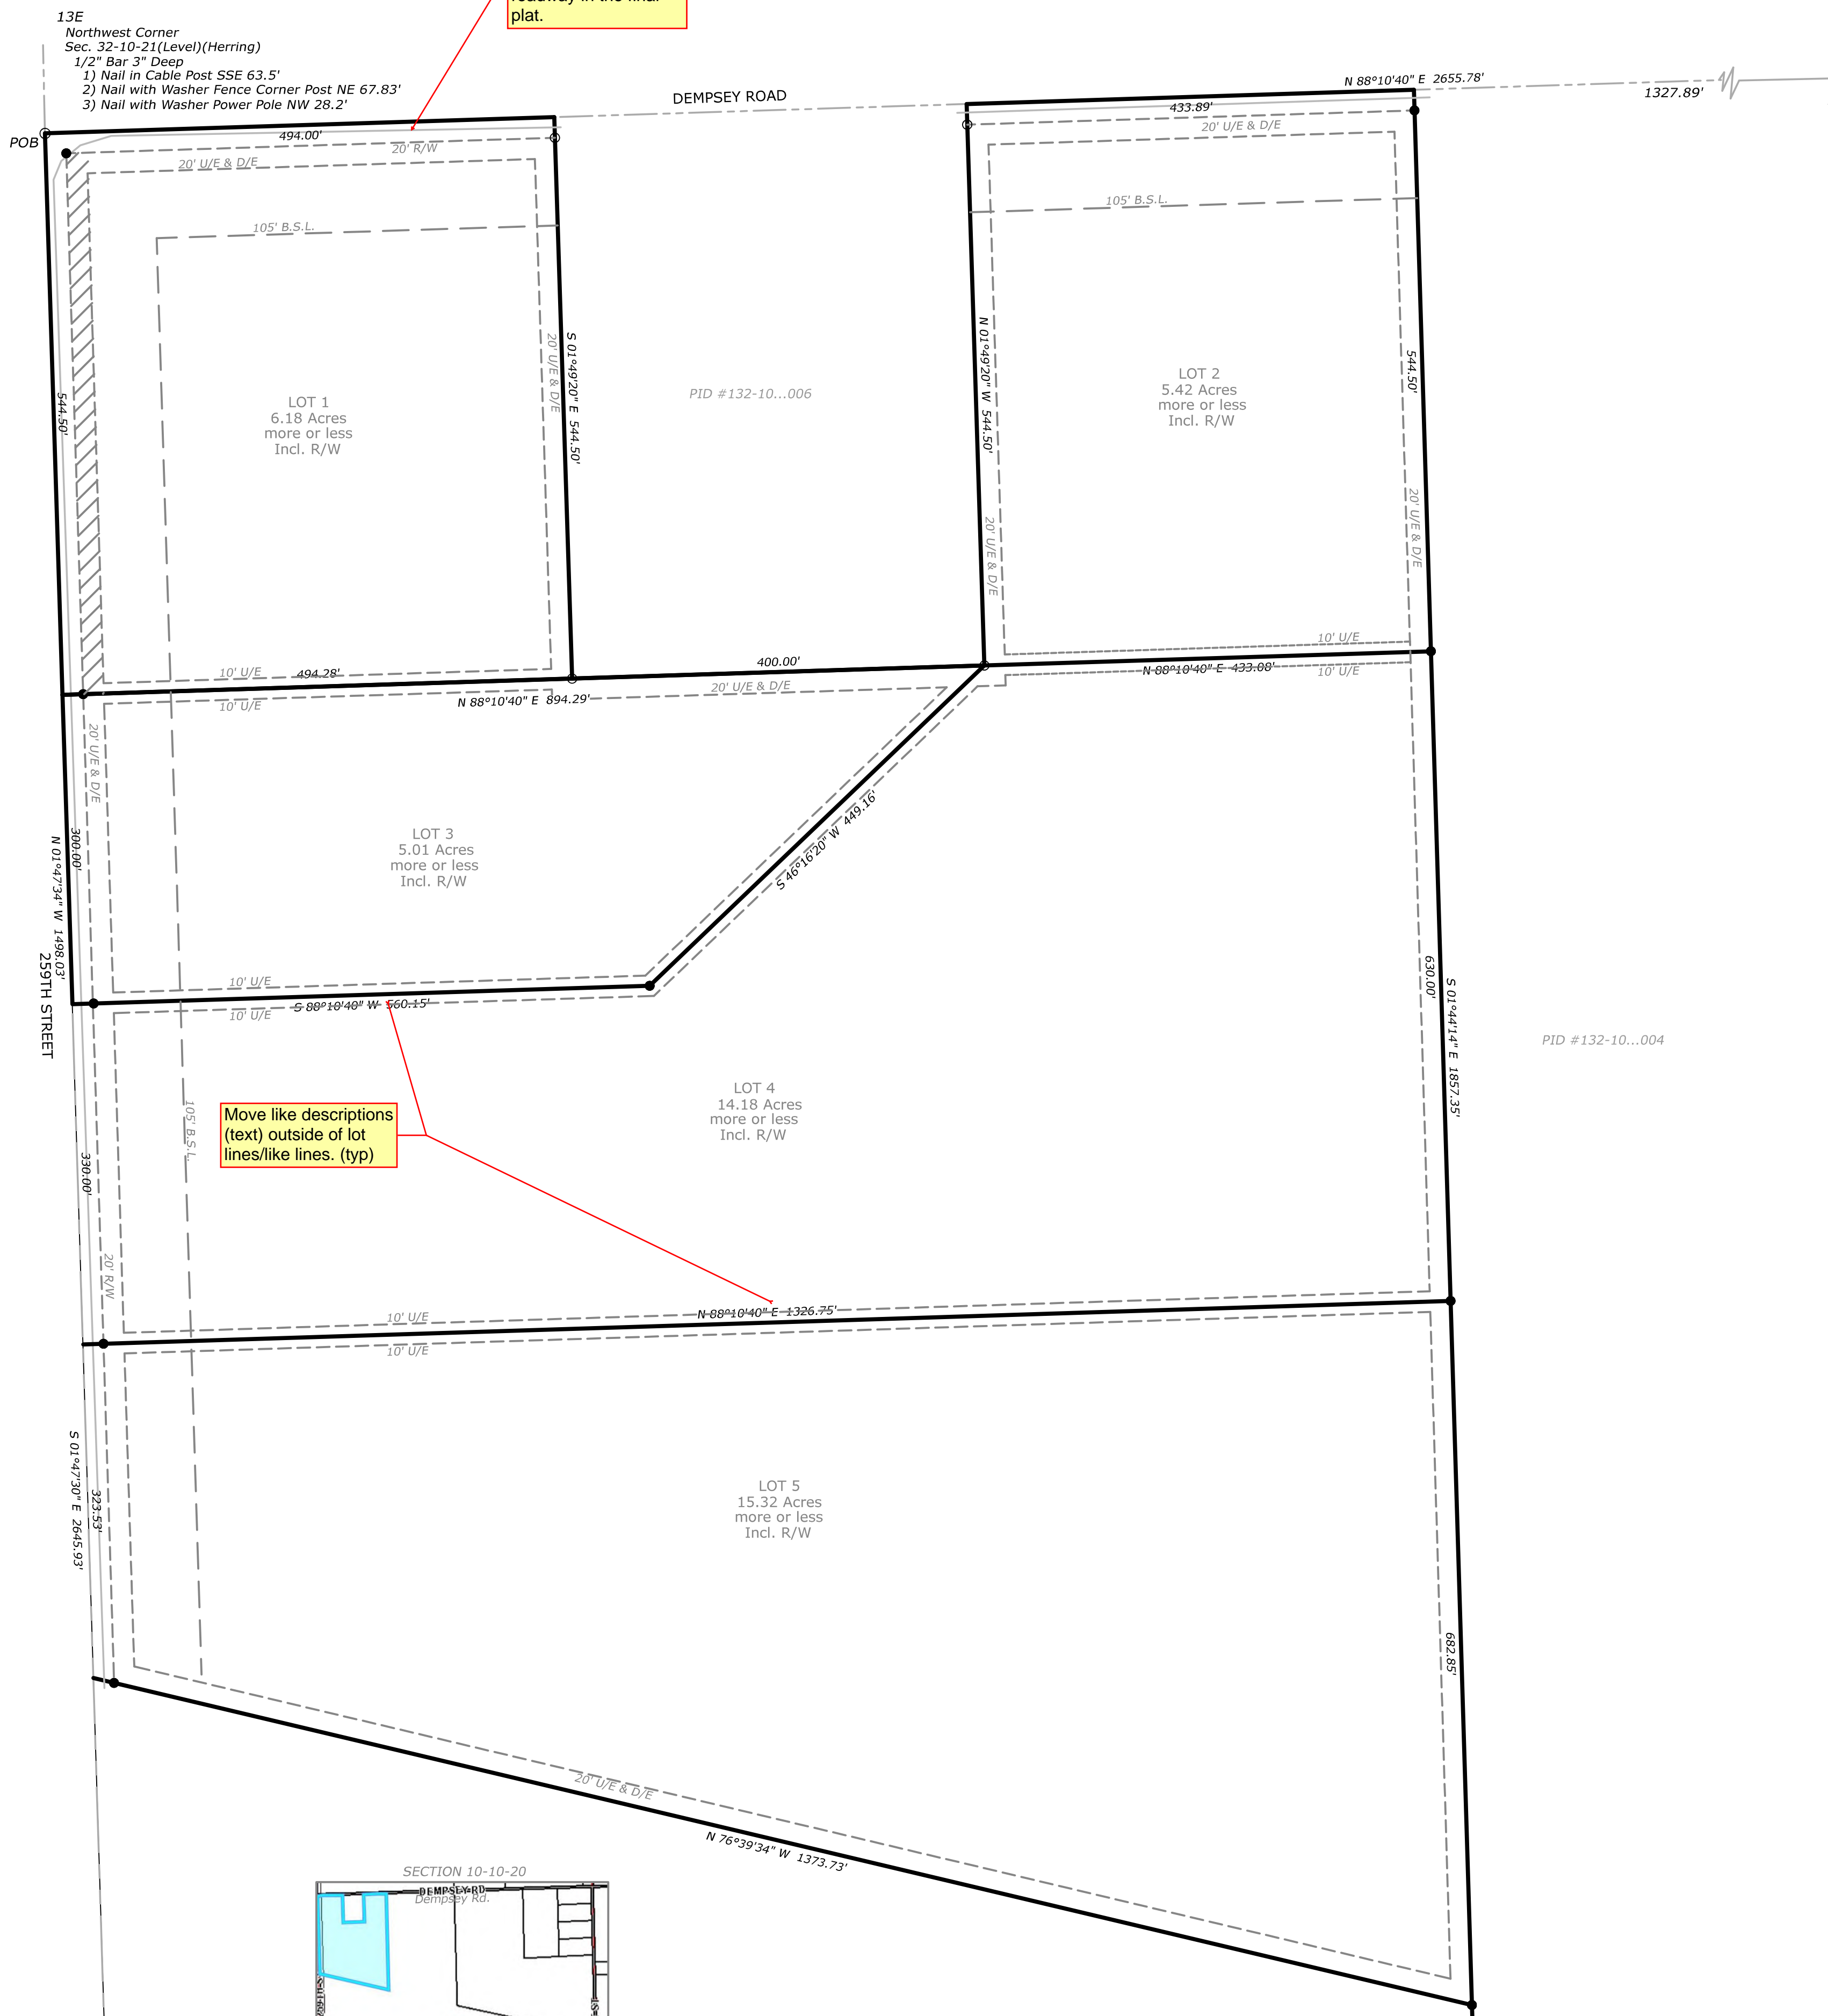 roadway in the final
plat.
13E
Northwest Corner
Sec. 32-10-21(Level)(Herring)
1/2" Bar 3" Deep
1) Nail in Cable Post SSE 63.5'
2) Nail with Washer Fence Corner Post NE 67.83'
3) Nail with Washer Power Pole NW 28.2'
DEMPSEY ROAD
N 88°10'40" E 2655.78'
1327.89'
433.89'
20' U/E & D/E
POB
494.00'
20' R/W
20' U/E & D/E
105' B.S.L.
105' B.S.L.
544.50'
20' U/E & D/E
S 01°49'20" E 544.50'
PID #132-10...006
N 01°49'20" W 544.50'
20' U/E & D/E
544.50'
20' U/E & D/E
LOT 1
6.18 Acres
more or less
Incl. R/W
LOT 2
5.42 Acres
more or less
Incl. R/W
10' U/E
494.28'
400.00'
10' U/E
N 88°10'40" E 433.08'
10' U/E
10' U/E
N 88°10'40" E 894.29'
20' U/E & D/E
20' U/E & D/E
300.00'
N 01°47'34" W 1498.03'
259TH STREET
LOT 3
5.01 Acres
more or less
Incl. R/W
S 46°16'20" W 449.16'
10' U/E
S 88°10'40" W 560.15'
10' U/E
630.00'
S 01°44'14" E 1857.35'
PID #132-10...004
Move like descriptions
(text) outside of lot
lines/like lines. (typ)
105' B.S.L.
330.00'
20' R/W
LOT 4
14.18 Acres
more or less
Incl. R/W
10' U/E
N 88°10'40" E 1326.75'
10' U/E
S 01°47'30" E 2645.93'
323.53'
LOT 5
15.32 Acres
more or less
Incl. R/W
682.85'
20' U/E & D/E
N 76°39'34" W 1373.73'
SECTION 10-10-20
DEMPSEY RD
Dempsey Rd.